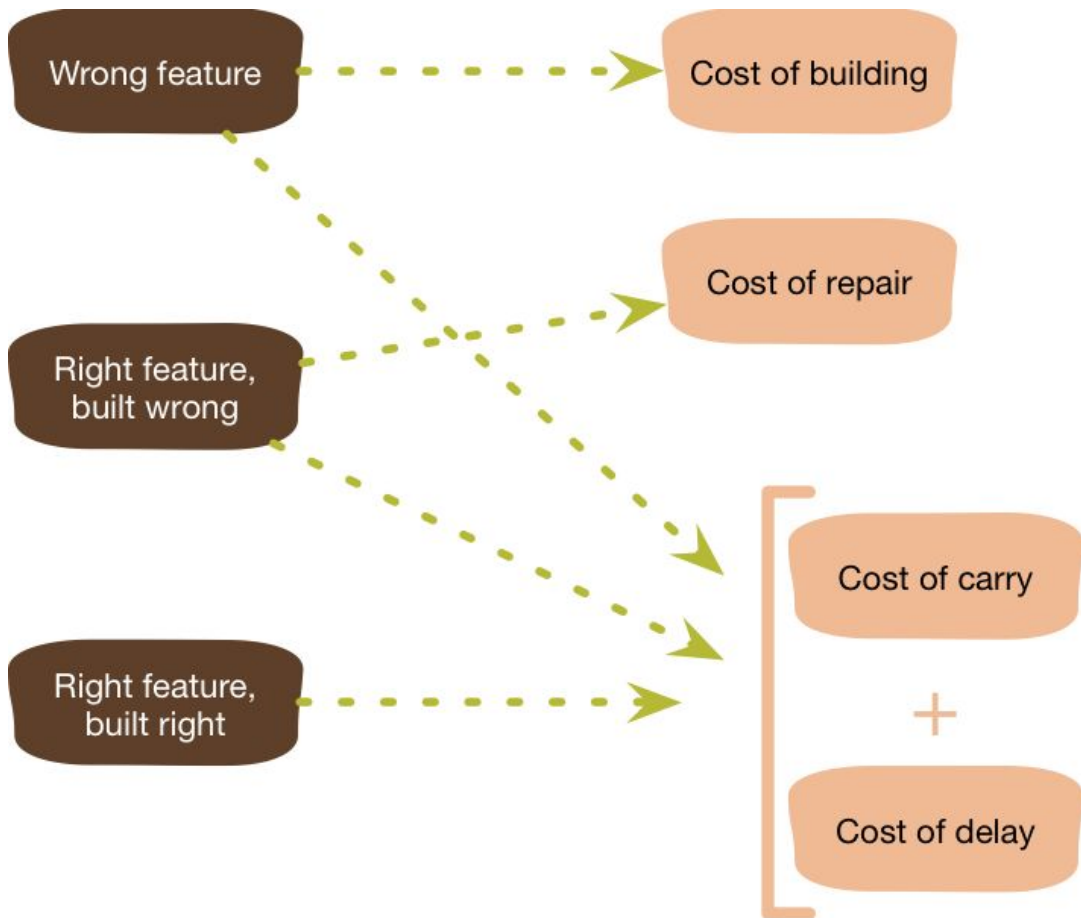 Wrong feature
Cost of building
Cost of repair
Right feature,
built wrong
Cost of carry
Right feature,
built right
+
Cost of delay